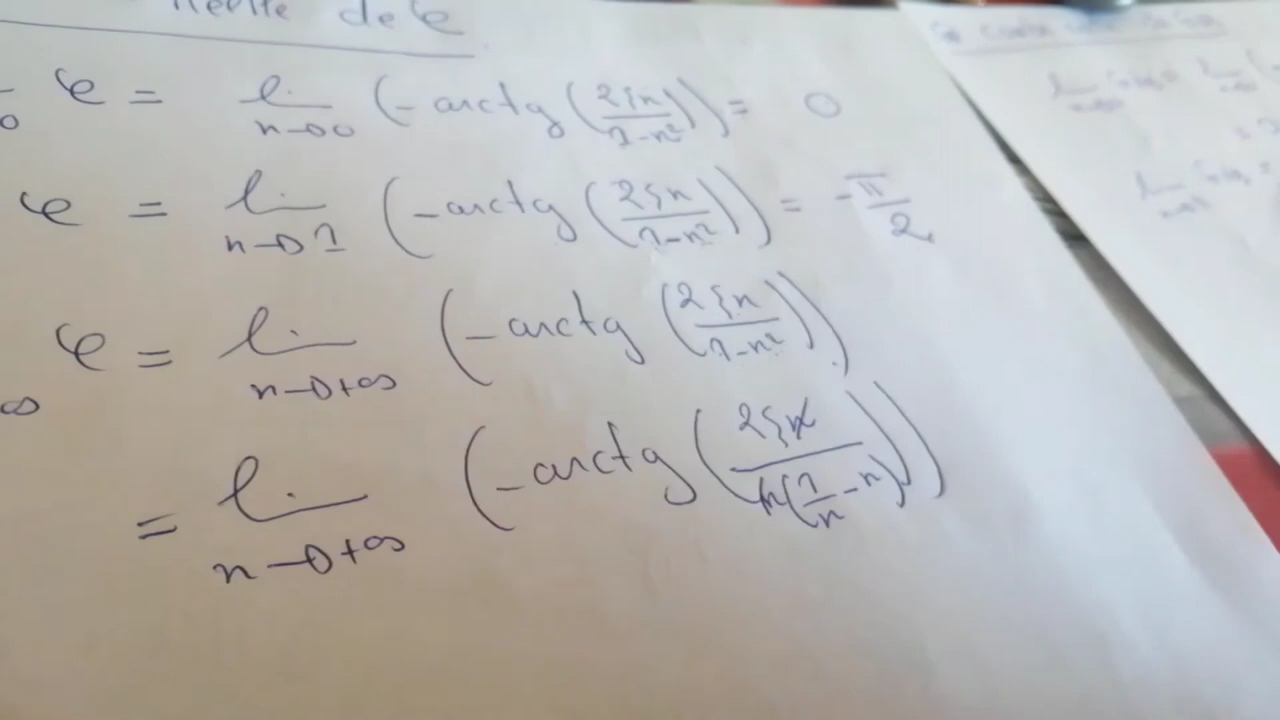 de φ
φ = lim n→0 (-arctg(2ξn/1-n²)) = 0
φ = lim n→1 (-arctg(2ξn/1-n²)) = -π/2
φ = lim n→+∞ (-arctg(2ξn/1-n²))
∞
= lim n→+∞ (-arctg(2ξn/n(1/n-n)))